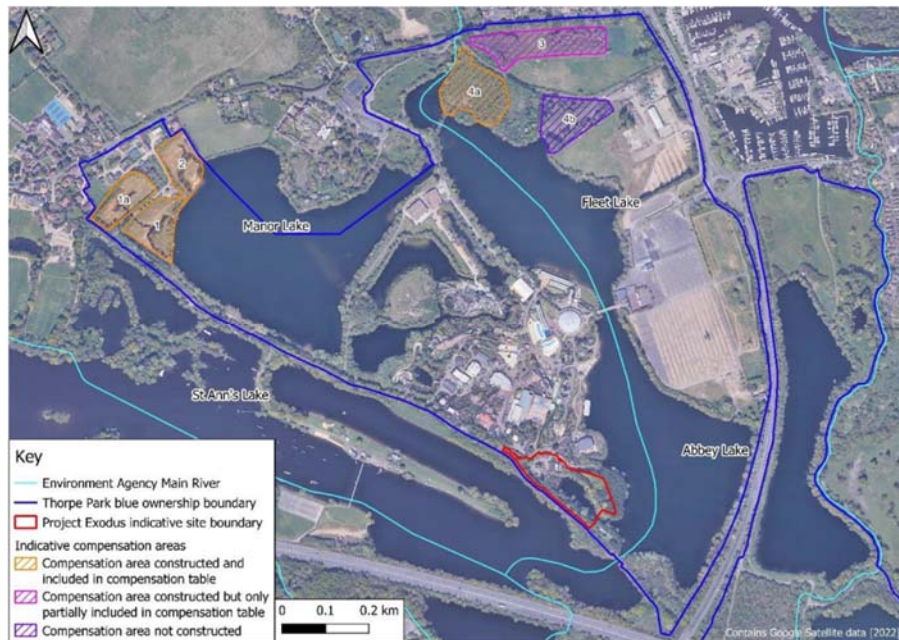 3
4a
4b
2
1a
1
Manor Lake
Fleet Lake
St Ann's Lake
Abbey Lake
Key
Environment Agency Main River
Thorpe Park blue ownership boundary
Project Exodus indicative site boundary
Indicative compensation areas
Compensation area constructed and
included in compensation table
Compensation area constructed but only
partially included in compensation table
Compensation area not constructed
0 0.1 0.2 km
Contains Google Satellite data [2022]